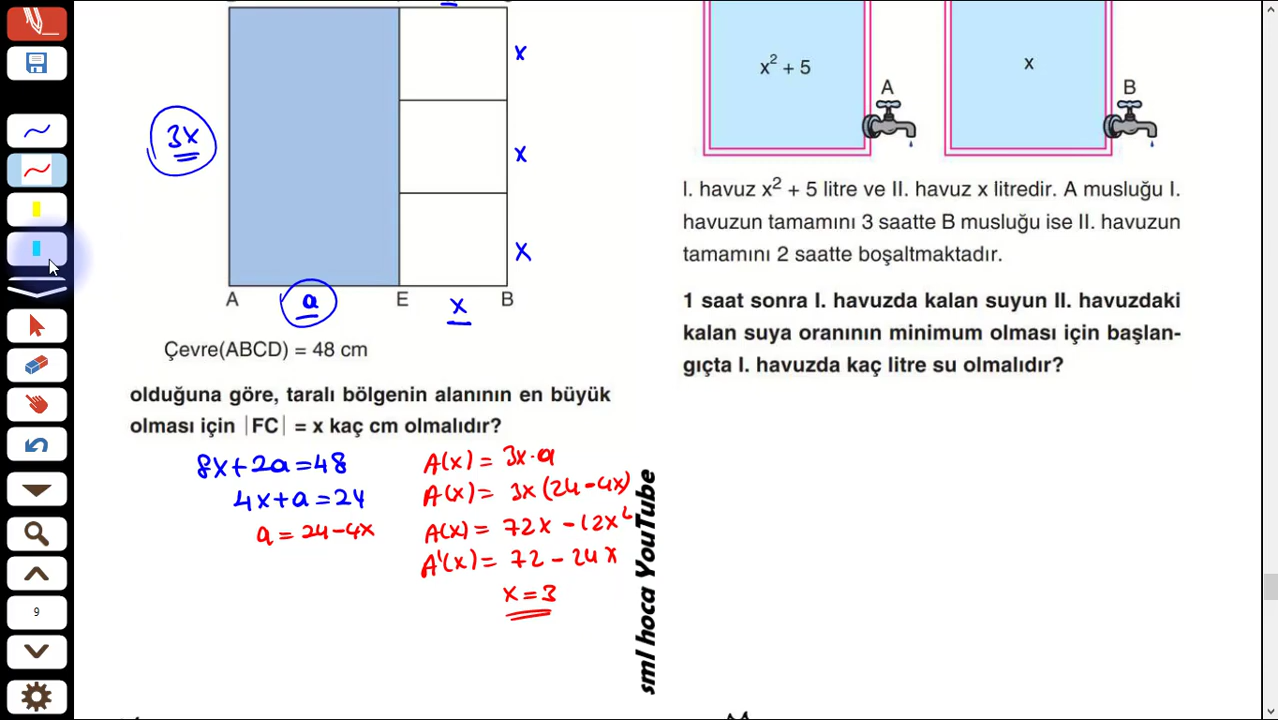 x
x
x
3x
A
a
E
x
B
Çevre(ABCD) = 48 cm
olduğuna göre, taralı bölgenin alanının en büyük
olması için |FC| = x kaç cm olmalıdır?
8x+2a=48
4x+a=24
a=24-4x
A(x) = 3x·a
A(x) = 3x(24-4x)
A(x) = 72x-12x²
A'(x) = 72-24x
x=3
sml hoca YouTube
x² + 5
A
x
B
I. havuz x² + 5 litre ve II. havuz x litredir. A musluğu I.
havuzun tamamını 3 saatte B musluğu ise II. havuzun
tamamını 2 saatte boşaltmaktadır.
1 saat sonra I. havuzda kalan suyun II. havuzdaki
kalan suya oranının minimum olması için başlan-
gıçta I. havuzda kaç litre su olmalıdır?
9